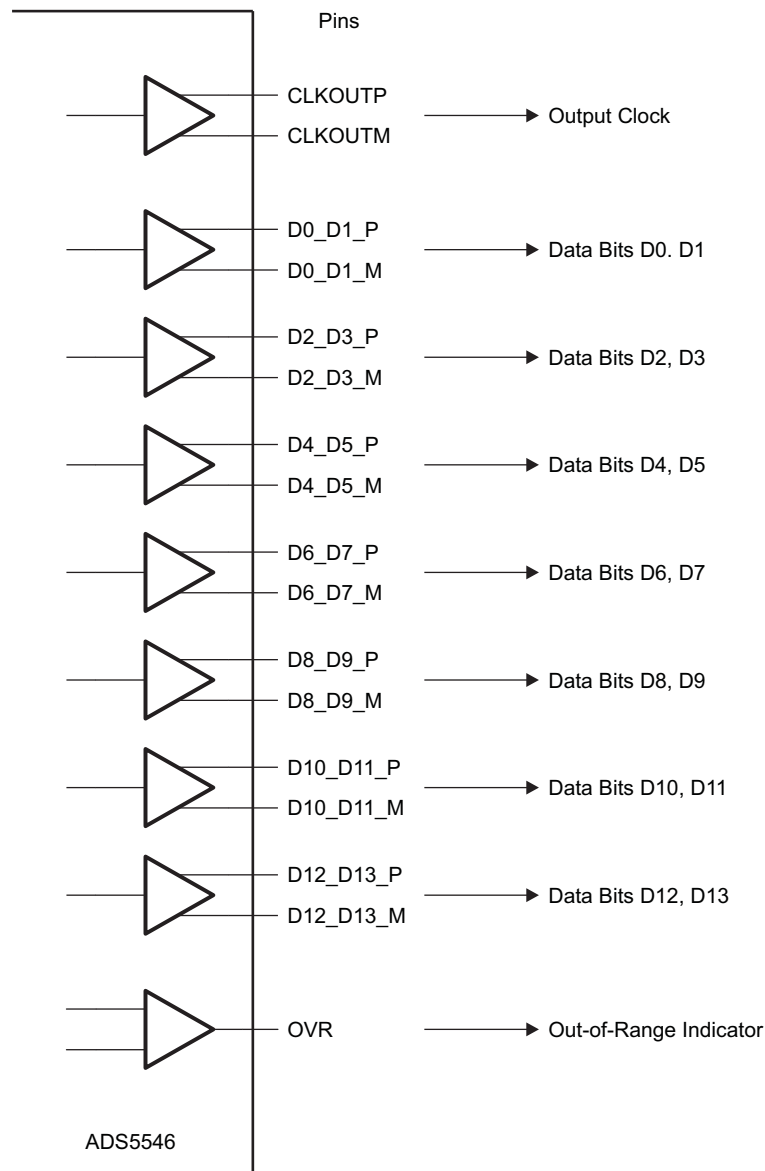 Pins
CLKOUTP
CLKOUTM
Output Clock
D0_D1_P
D0_D1_M
Data Bits D0. D1
D2_D3_P
D2_D3_M
Data Bits D2, D3
D4_D5_P
D4_D5_M
Data Bits D4, D5
D6_D7_P
D6_D7_M
Data Bits D6, D7
D8_D9_P
D8_D9_M
Data Bits D8, D9
D10_D11_P
D10_D11_M
Data Bits D10, D11
D12_D13_P
D12_D13_M
Data Bits D12, D13
OVR
Out-of-Range Indicator
ADS5546